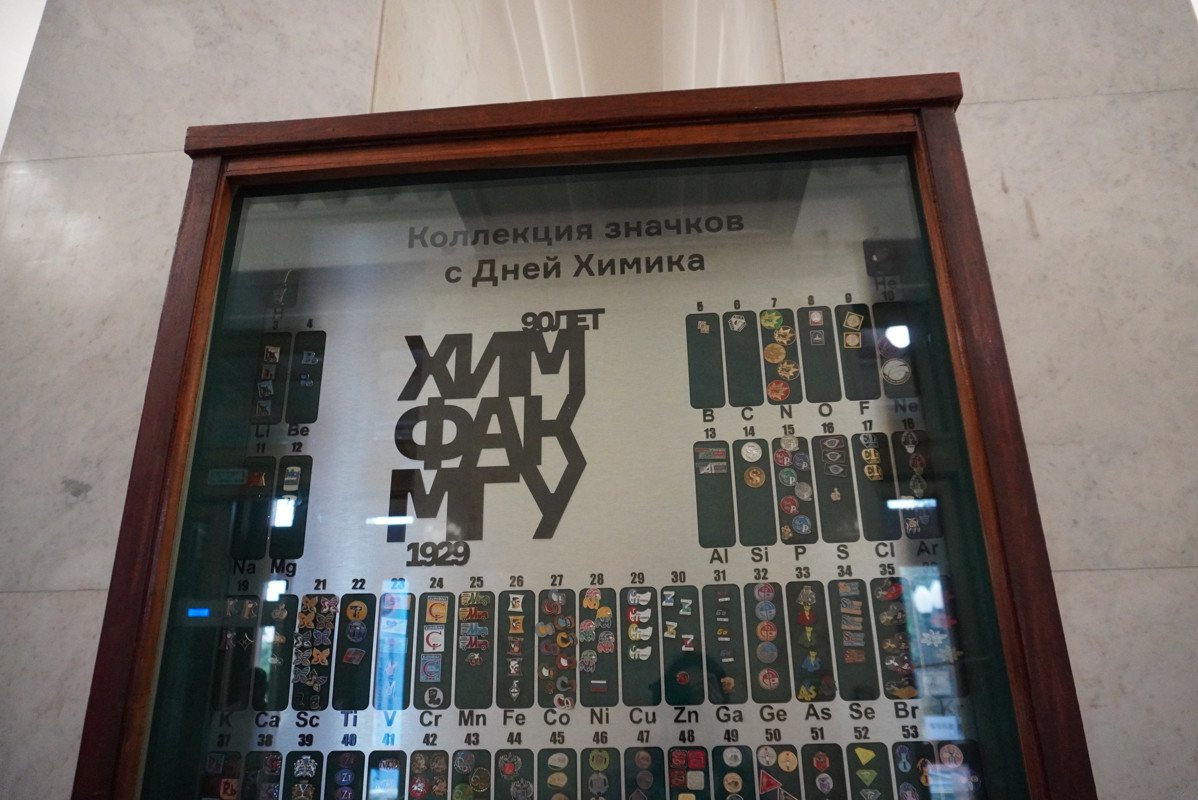 Коллекция значков
с Дней Химика
90 ЛЕТ
ХИМ
ФАК
МГУ
1929
He
3 4 5 6 7 8 9 10
Li Be B C N O F Ne
11 12 13 14 15 16 17 18
Na Mg Al Si P S Cl Ar
19 21 22 23 24 25 26 27 28 29 30 31 32 33 34 35
K Ca Sc Ti V Cr Mn Fe Co Ni Cu Zn Ga Ge As Se Br Kr
37 38 39 40 41 42 43 44 45 46 47 48 49 50 51 52 53